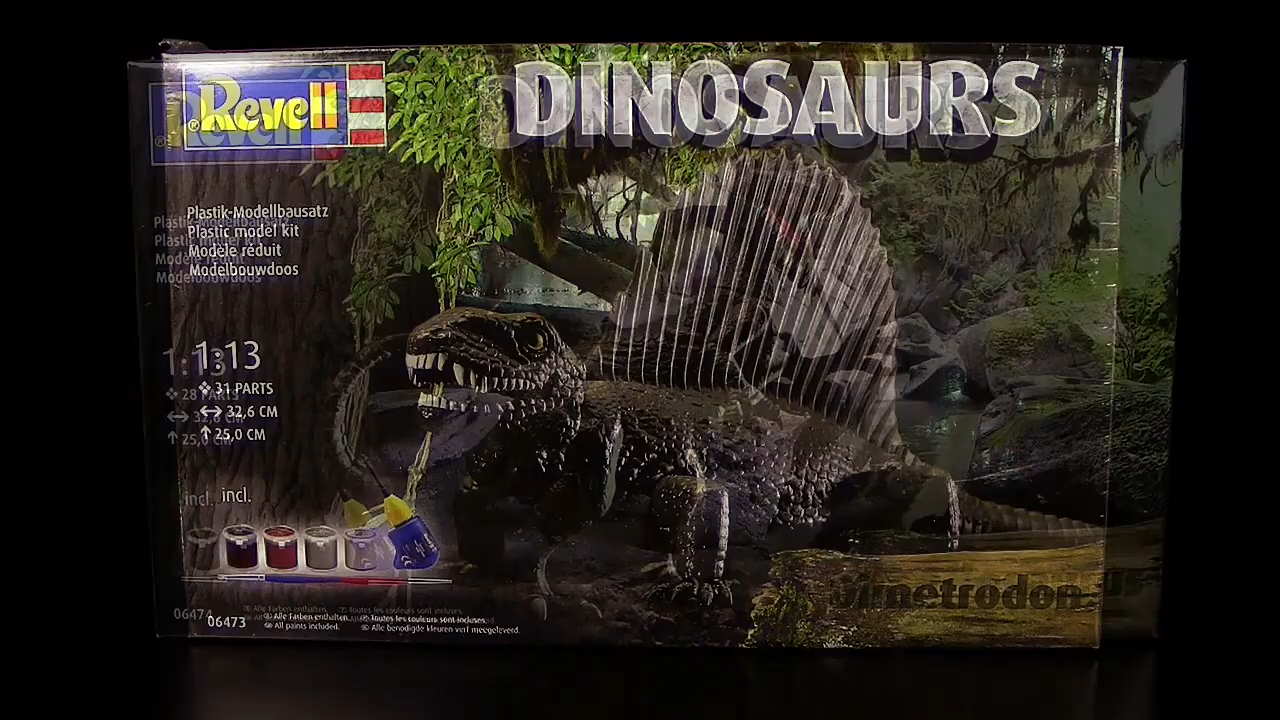 Revell
DINOSAURS
Plastik-Modellbausatz
Plastic model kit
Modèle réduit
Modelbouwdoos
1:13
31 PARTS
32,6 CM
25,0 CM
incl.
Dimetrodon
06474
06473
Alle Farben enthalten.
Toutes les couleurs sont incluses.
All paints included.
Alle benodigde kleuren verf meegeleverd.